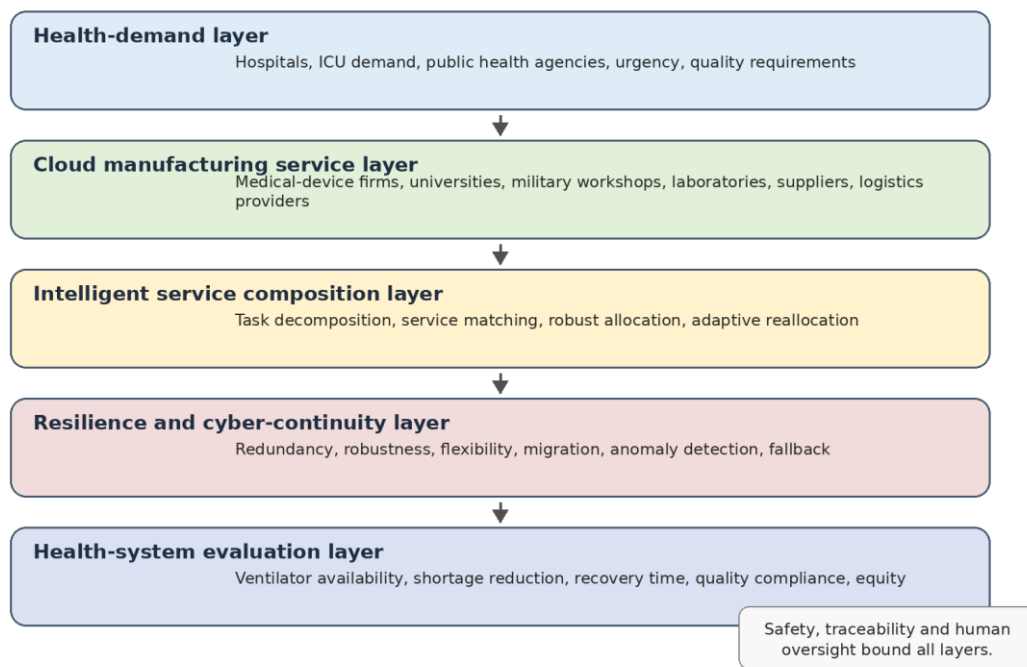 Health-demand layer
Hospitals, ICU demand, public health agencies, urgency, quality requirements
Cloud manufacturing service layer
Medical-device firms, universities, military workshops, laboratories, suppliers, logistics
providers
Intelligent service composition layer
Task decomposition, service matching, robust allocation, adaptive reallocation
Resilience and cyber-continuity layer
Redundancy, robustness, flexibility, migration, anomaly detection, fallback
Health-system evaluation layer
Ventilator availability, shortage reduction, recovery time, quality compliance, equity
Safety, traceability and human
oversight bound all layers.